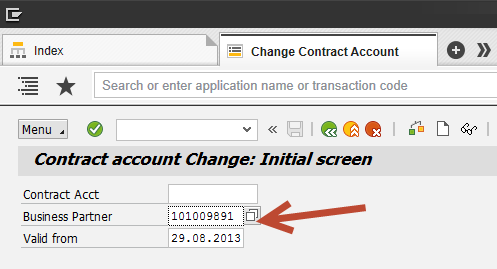 Index
Change Contract Account
Search or enter application name or transaction code
Menu
Contract account Change: Initial screen
Contract Acct
Business Partner 101009891
Valid from 29.08.2013